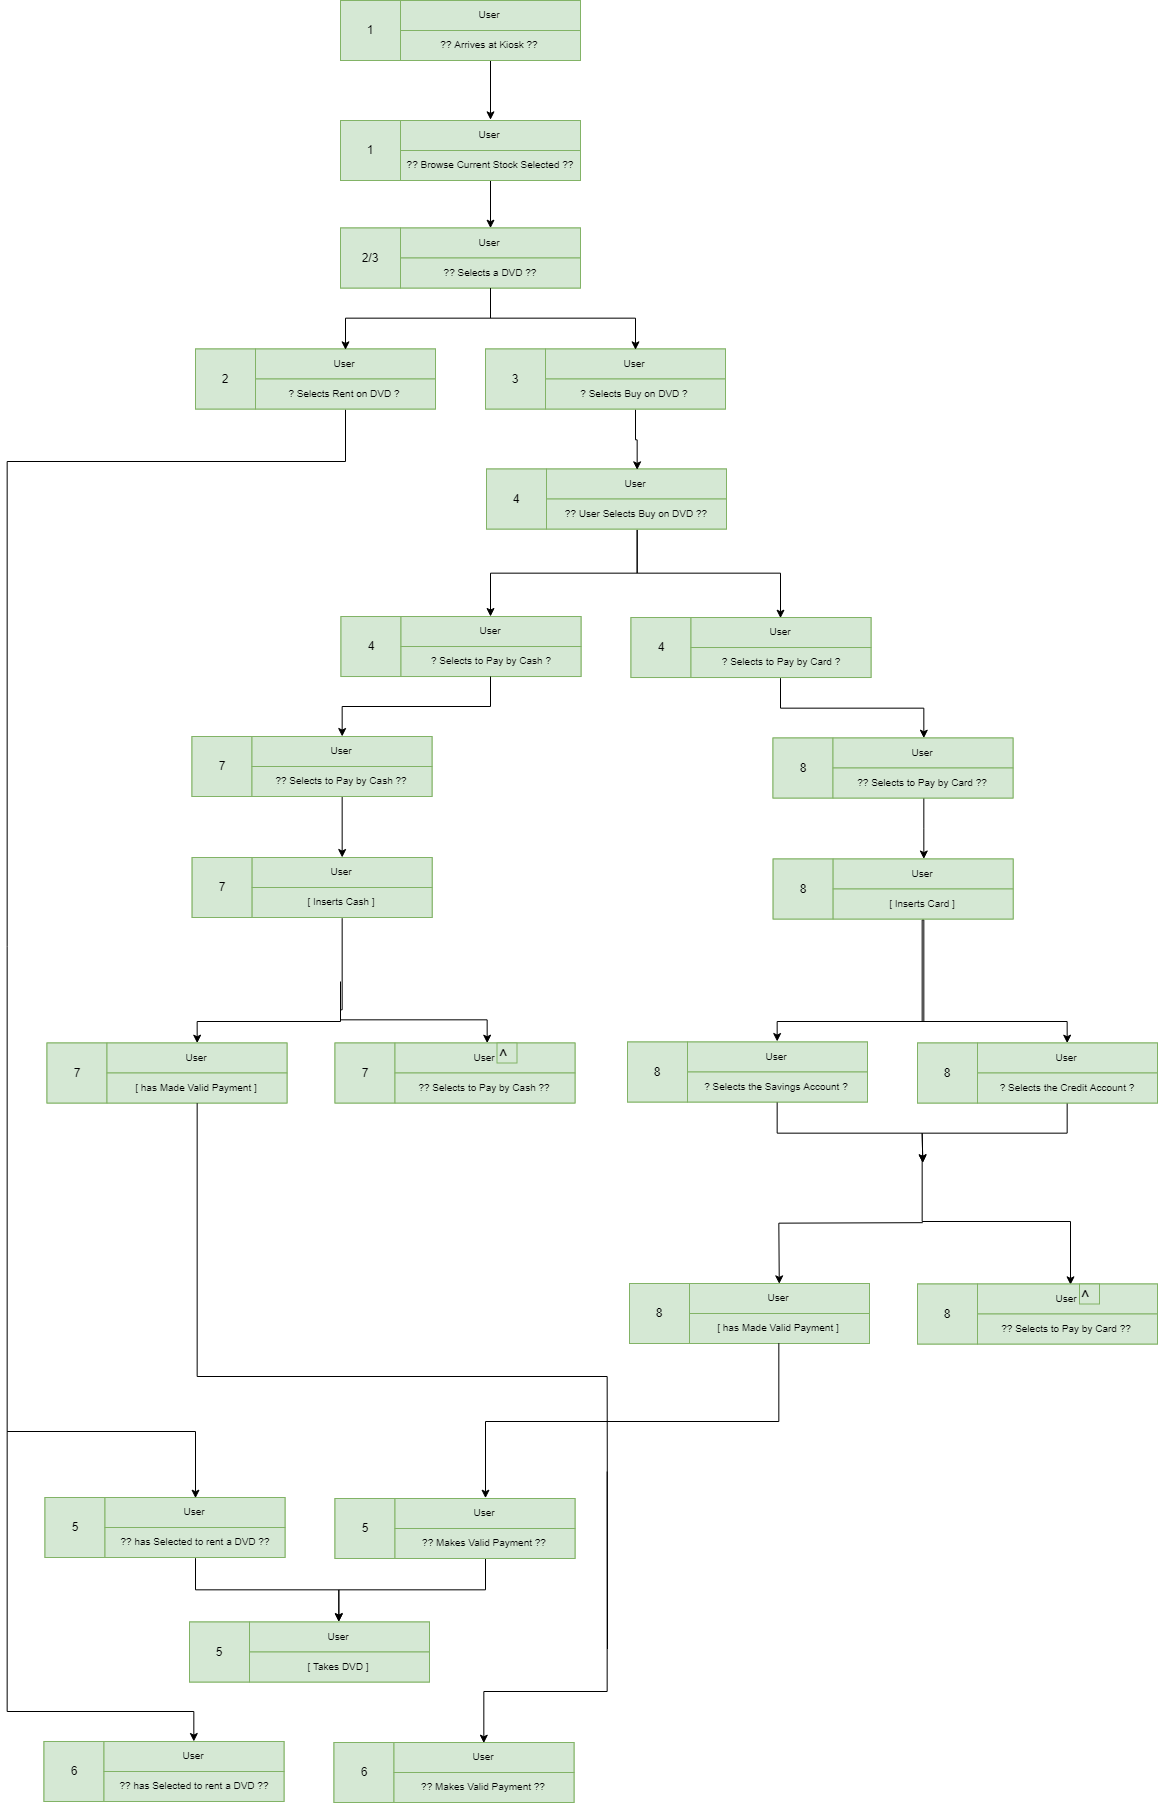 1
User
?? Arrives at Kiosk ??
1
User
?? Browse Current Stock Selected ??
2/3
User
?? Selects a DVD ??
2
User
? Selects Rent on DVD ?
3
User
? Selects Buy on DVD ?
4
User
?? User Selects Buy on DVD ??
4
User
? Selects to Pay by Cash ?
4
User
? Selects to Pay by Card ?
7
User
?? Selects to Pay by Cash ??
8
User
?? Selects to Pay by Card ??
7
User
[ Inserts Cash ]
8
User
[ Inserts Card ]
7
User
[ has Made Valid Payment ]
7
User ^
?? Selects to Pay by Cash ??
8
User
? Selects the Savings Account ?
8
User
? Selects the Credit Account ?
8
User
[ has Made Valid Payment ]
8
User ^
?? Selects to Pay by Card ??
5
User
?? has Selected to rent a DVD ??
5
User
?? Makes Valid Payment ??
5
User
[ Takes DVD ]
6
User
?? has Selected to rent a DVD ??
6
User
?? Makes Valid Payment ??